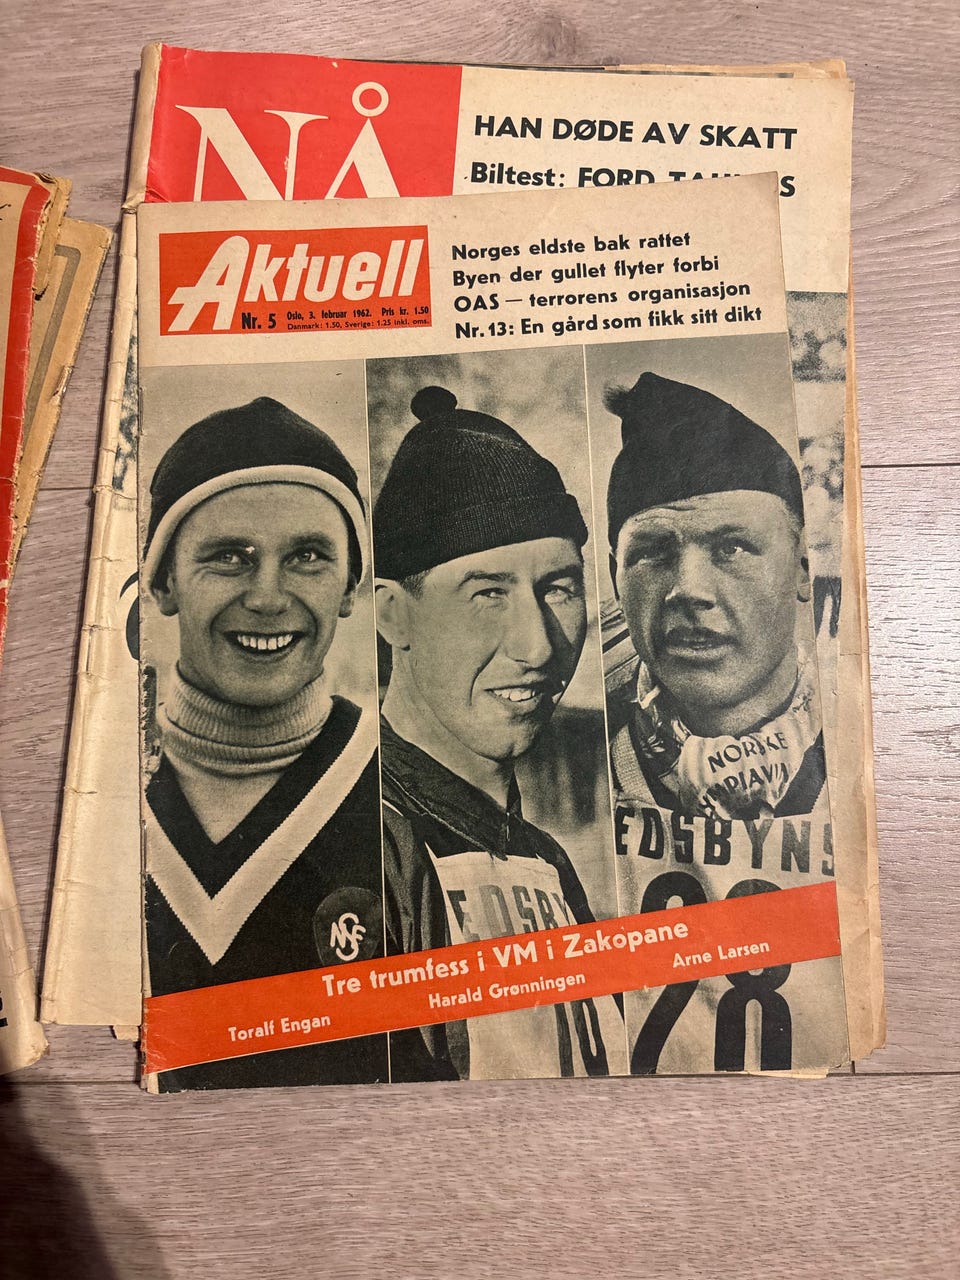 NÅ
HAN DØDE AV SKATT
Biltest: FORD
Aktuell
Nr. 5 Oslo, 3. februar 1962. Pris kr. 1.50
Danmark: 1.50, Sverige: 1.25 inkl. oms.
Norges eldste bak rattet
Byen der gullet flyter forbi
OAS — terrorens organisasjon
Nr. 13: En gård som fikk sitt dikt
NORSKE
EDSBYNS
EDSBY
28
Tre trumfess i VM i Zakopane
Toralf Engan
Harald Grønningen
Arne Larsen